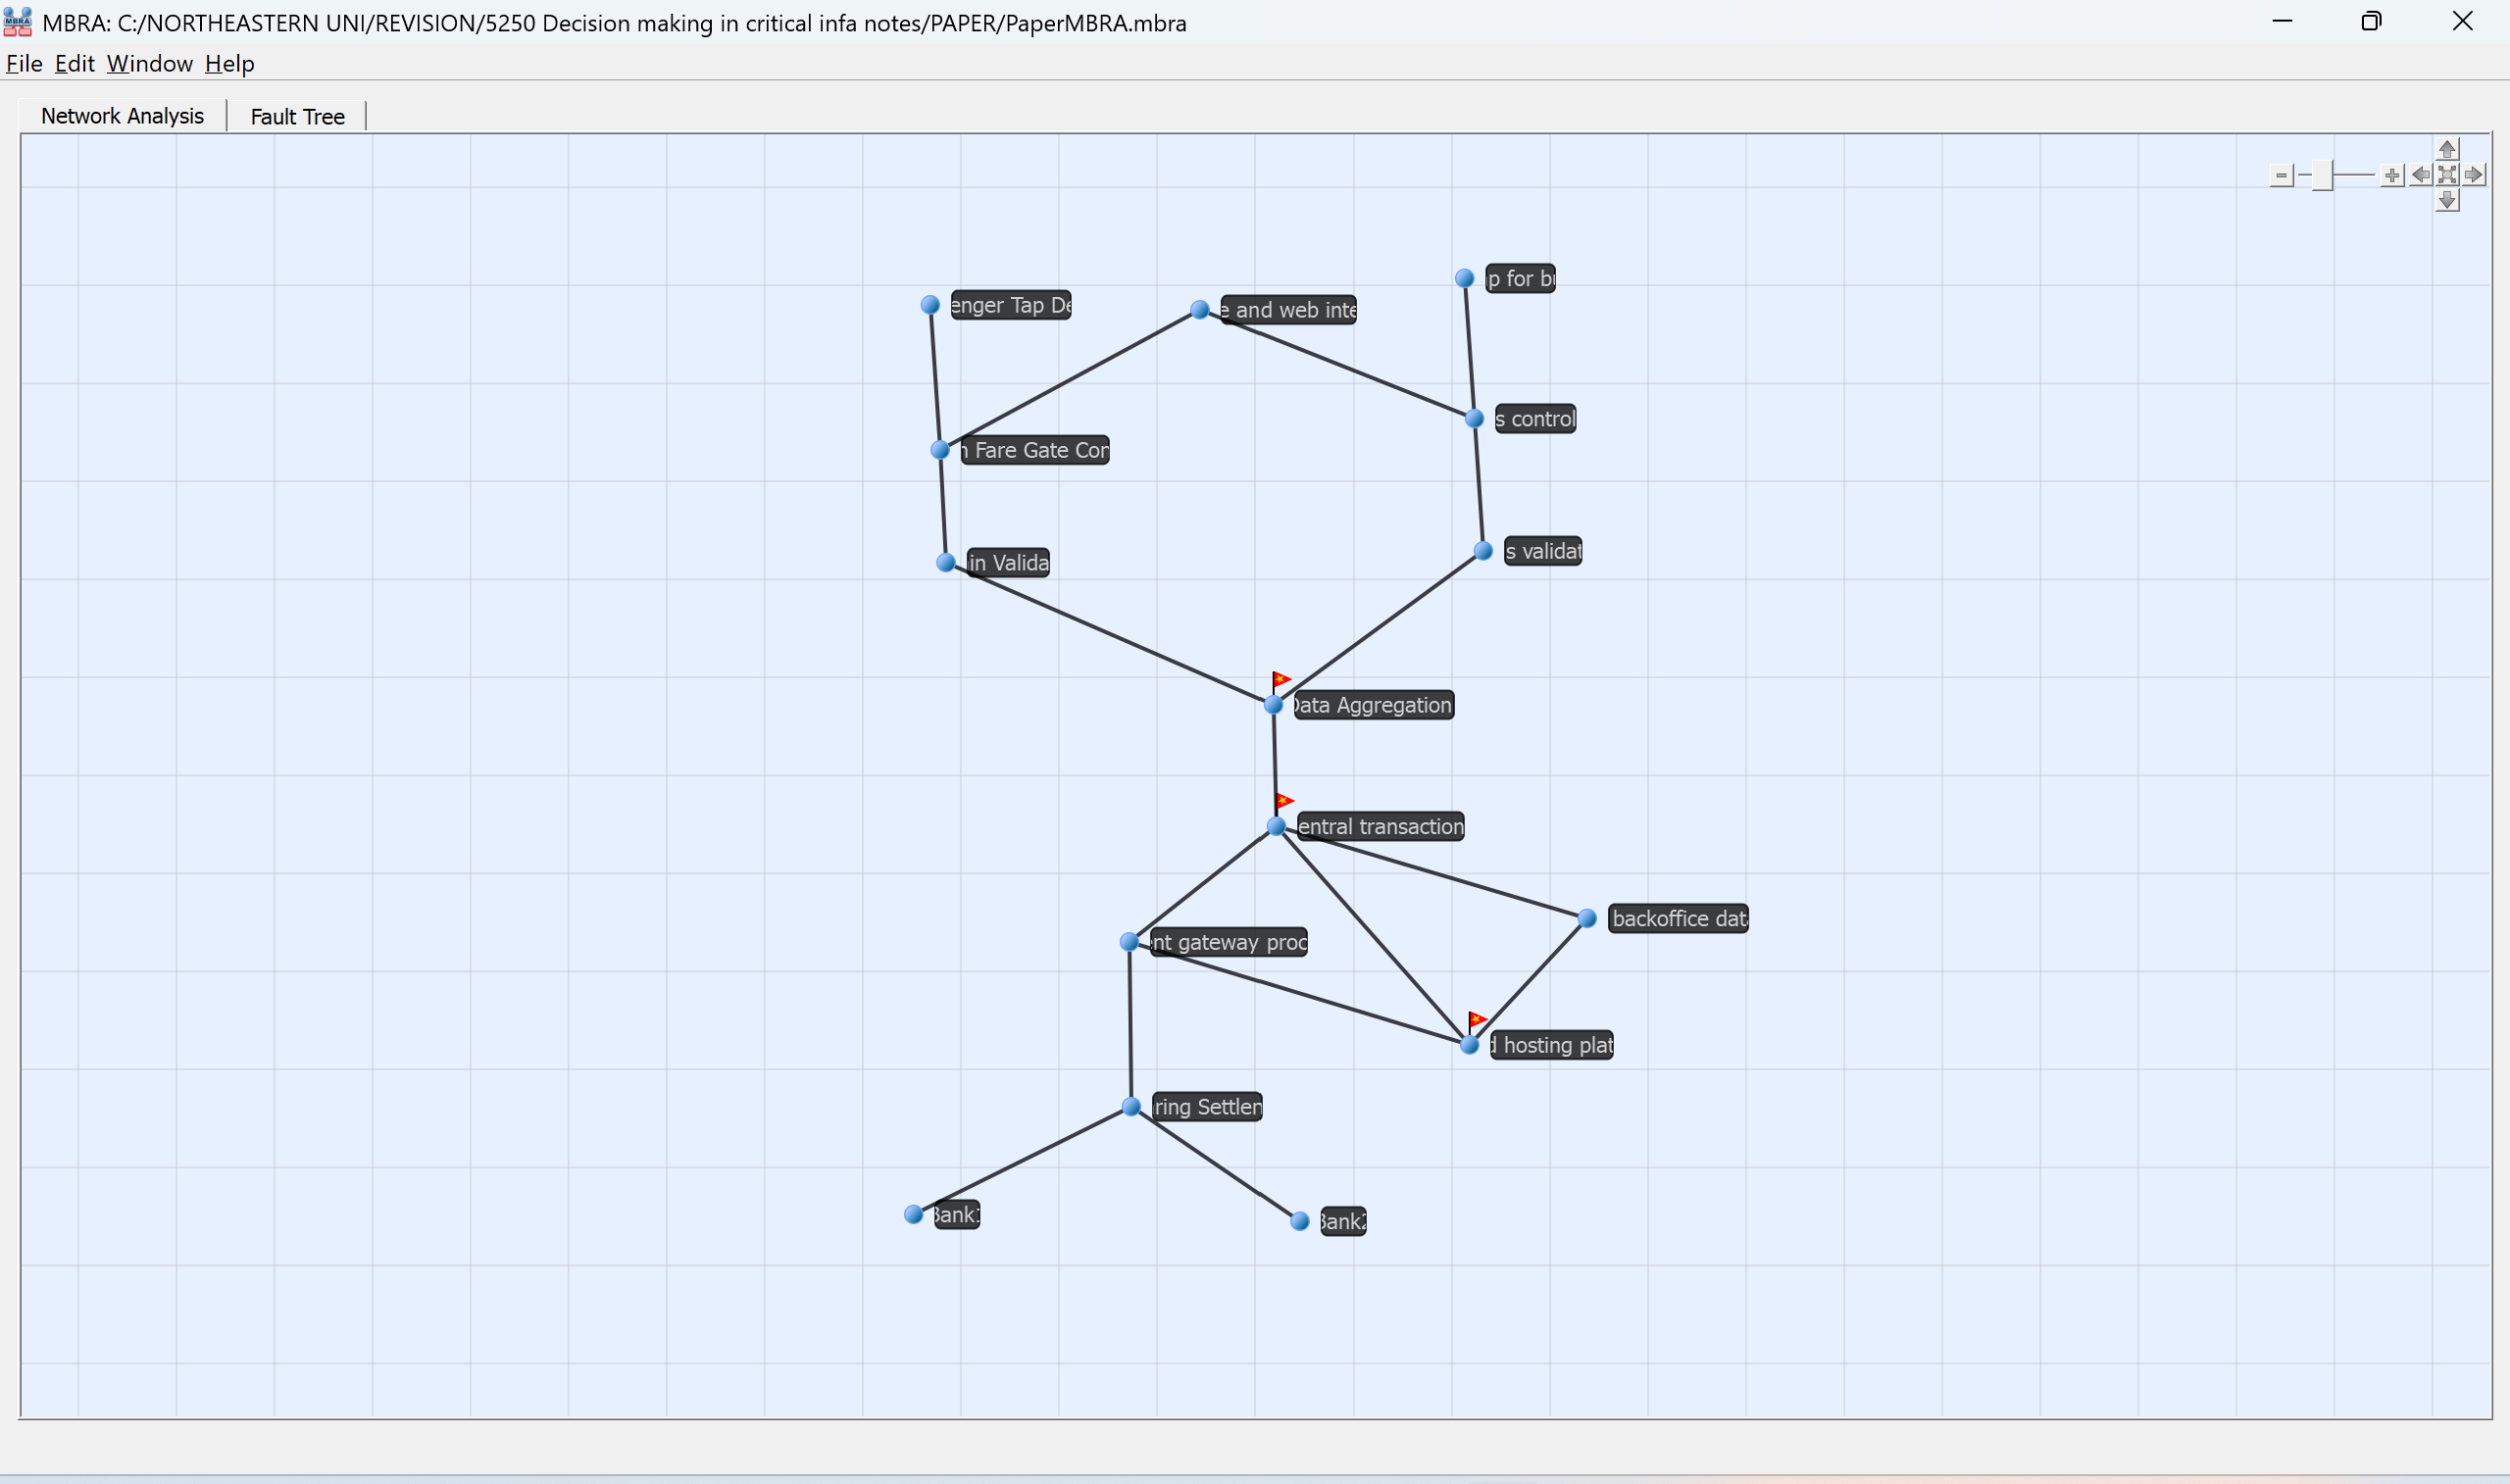 MBRA: C:/NORTHEASTERN UNI/REVISION/5250 Decision making in critical infa notes/PAPER/PaperMBRA.mbra
File Edit Window Help
Network Analysis Fault Tree
p for b
enger Tap De
e and web inte
s control
n Fare Gate Con
s validat
in Valida
Data Aggregation
entral transaction
backoffice dat
nt gateway proc
d hosting plat
ring Settlem
Bank1
Bank2